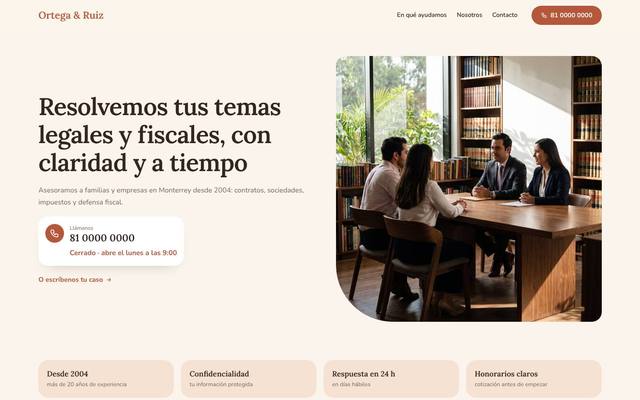 Ortega & Ruiz
En qué ayudamos
Nosotros
Contacto
81 0000 0000
Resolvemos tus temas
legales y fiscales, con
claridad y a tiempo
Asesoramos a familias y empresas en Monterrey desde 2004: contratos, sociedades,
impuestos y defensa fiscal.
Llámanos
81 0000 0000
Cerrado · abre el lunes a las 9:00
O escríbenos tu caso →
Desde 2004
más de 20 años de experiencia
Confidencialidad
tu información protegida
Respuesta en 24 h
en días hábiles
Honorarios claros
cotización antes de empezar